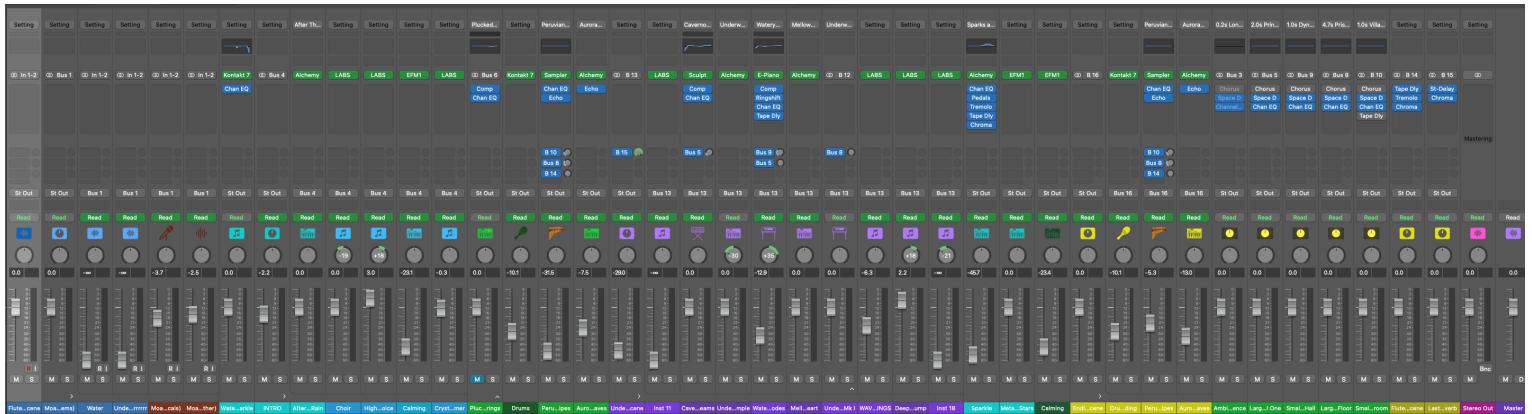 Setting Setting Setting Setting Setting Setting Setting Setting After Th... Setting Setting Setting Setting Plucked... Setting Peruvian... Aurora... Setting Setting Caverno... Underw... Watery... Mellow... Underw... Setting Setting Setting Sparks a... Setting Setting Setting Setting Peruvian... Aurora... 0.2s Lon... 2.0s Prin... 1.0s Dyn... 4.7s Pris... 1.0s Villa... Setting Setting Setting
In 1-2 Bus 1 In 1-2 In 1-2 In 1-2 In 1-2 Kontakt 7 Bus 4 Alchemy LABS LABS EFM1 LABS Bus 6 Kontakt 7 Sampler Alchemy B 13 LABS Sculpt Alchemy E-Piano Alchemy B 12 LABS LABS LABS Alchemy EFM1 EFM1 B 16 Kontakt 7 Sampler Alchemy Bus 3 Bus 5 Bus 9 Bus 8 B 10 B 14 B 15
Chan EQ Comp Chan EQ Echo Comp Comp Chan EQ Chan EQ Echo Chorus Chorus Chorus Chorus Chorus Tape Dly St-Delay
Chan EQ Echo Chan EQ Ringshift Pedals Echo Space D Space D Space D Space D Space D Tremolo Chroma
Chan EQ Tremolo Channel... Chan EQ Chan EQ Chan EQ Chan EQ Chroma
Tape Dly Tape Dly Tape Dly
Chroma
Mastering
B 10 B 15 Bus 5 Bus 9 Bus 8 B 10
Bus 8 Bus 5 Bus 8
B 14 B 14
St Out Bus 1 Bus 1 Bus 1 Bus 1 St Out St Out Bus 4 Bus 4 Bus 4 Bus 4 Bus 4 St Out St Out St Out St Out St Out Bus 13 Bus 13 Bus 13 Bus 13 Bus 13 Bus 13 Bus 13 Bus 13 Bus 13 St Out St Out St Out St Out Bus 16 Bus 16 Bus 16 St Out St Out St Out St Out St Out St Out St Out
Read Read Read Read Read Read Read Read Read Read Read Read Read Read Read Read Read Read Read Read Read Read Read Read Read Read Read Read Read Read Read Read Read Read Read Read Read Read Read Read Read Read Read
-19 +18 -30 +35 +18 -21
0.0 0.0 -∞ -∞ -3.7 -2.5 0.0 -2.2 0.0 0.0 3.0 -23.1 -0.3 0.0 -10.1 -31.5 -7.5 -29.0 -∞ 0.0 0.0 -12.9 0.0 0.0 -6.3 2.2 -∞ -45.7 0.0 -23.4 0.0 -10.1 -5.3 -13.0 0.0 0.0 0.0 0.0 0.0 0.0 0.0 0.0 0.0
R I R I R I R I Bnc
M S M S M S M S M S M S M S M S M S M S M S M S M S M S M S M S M S M S M S M S M S M S M S M S M S M S M S M S M S M S M S M S M S M S M S M S M S M S M S M S M S M M D
Flute...cene Moa...ems) Water Unde...rrrrrr Moa...cals) Moa...ther) Wate...arkle INTRO After...Rain Choir High...oice Calming Cryst...mer Pluc...rings Drums Peru...ipes Auro...aves Unde...cene Inst 11 Cave...eams Unde...mple Wate...odes Mell...eart Unde...Mk I WAV...INGS Deep...ump Inst 18 Sparkle Meta...Stars Calming Endi...cene Dru...ding Peru...ipes Auro...aves Ambi...ence Larg...l One Smal...Hall Larg...Floor Smal...room Flute...cune Last...verb Stereo Out Master